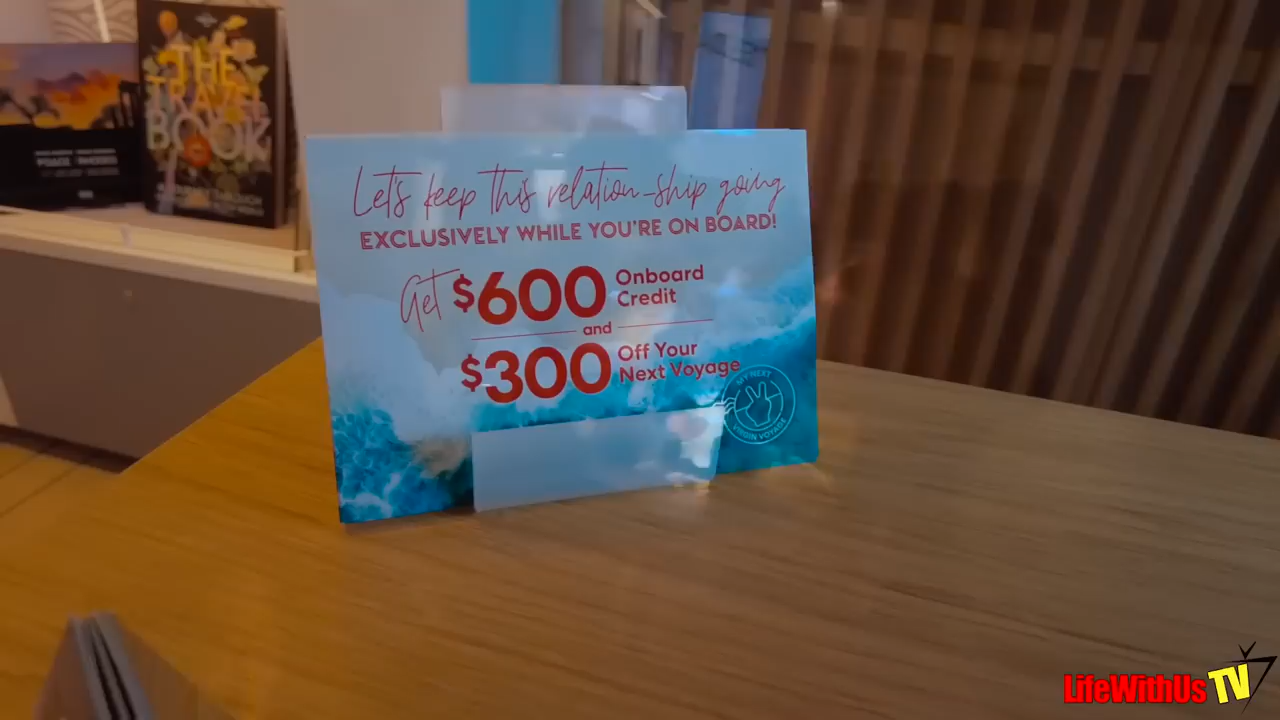 THE
TRAVEL
BOOK
Let's keep this relation-ship going
EXCLUSIVELY WHILE YOU'RE ON BOARD!
Get $600 Onboard
Credit
and
$300 Off Your
Next Voyage
MY NEXT
VIRGIN VOYAGE
LifeWithUs TV